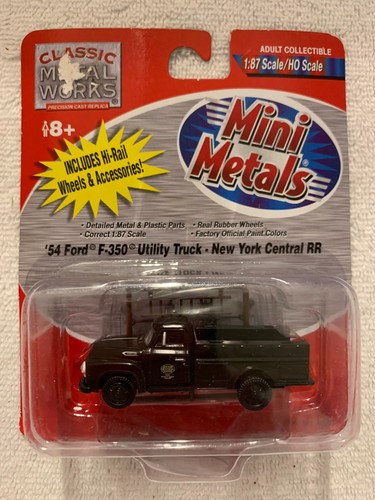 CLASSIC
METAL
WORKS®
PRECISION CAST REPLICA
8+
ADULT COLLECTIBLE
1:87 Scale/HO Scale
INCLUDES Hi-Rail
Wheels & Accessories!
Mini
Metals®
• Detailed Metal & Plastic Parts
• Correct 1:87 Scale
• Real Rubber Wheels
• Factory Official Paint Colors
'54 Ford® F-350® Utility Truck - New York Central RR